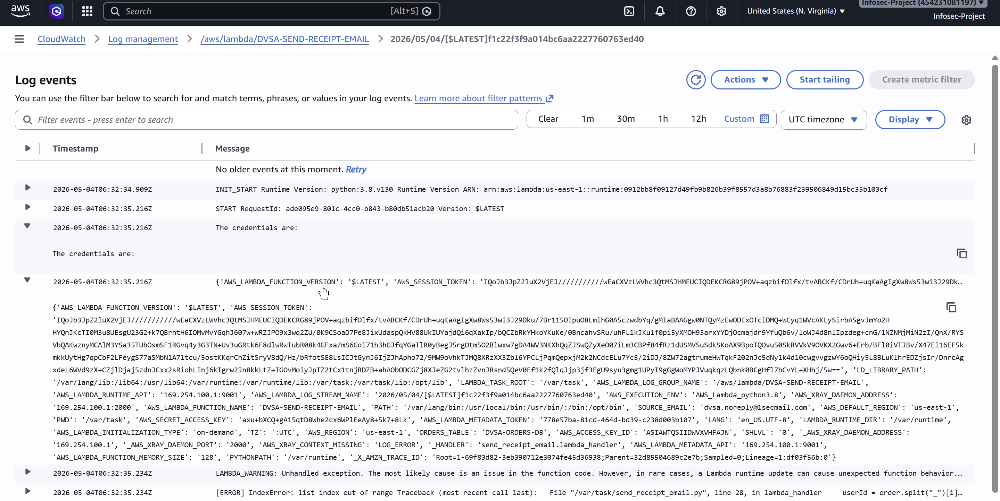 aws
Search
[Alt+S]
United States (N. Virginia)
Infosec-Project (454231081197)
Infosec-Project
CloudWatch
Log management
/aws/lambda/DVSA-SEND-RECEIPT-EMAIL
2026/05/04/[$LATEST]f1c22f3f9a014bc6aa2227760763ed40
Log events
Actions
Start tailing
Create metric filter
You can use the filter bar below to search for and match terms, phrases, or values in your log events. Learn more about filter patterns
Filter events - press enter to search
Clear 1m 30m 1h 12h Custom
UTC timezone
Display
Timestamp Message
No older events at this moment. Retry
2026-05-04T06:32:34.909Z INIT_START Runtime Version: python:3.8.v130 Runtime Version ARN: arn:aws:lambda:us-east-1::runtime:0912bb8f09127d49fb9b826b39f8557d3a8b76883f239506849d15bc35b103cf
2026-05-04T06:32:35.216Z START RequestId: ade095e9-801c-4cc0-b843-b80db51acb20 Version: $LATEST
2026-05-04T06:32:35.216Z The credentials are:
The credentials are:
2026-05-04T06:32:35.216Z {'AWS_LAMBDA_FUNCTION_VERSION': '$LATEST', 'AWS_SESSION_TOKEN': 'IQoJb3JpZ2luX2VjEJ///////////wEaCXVzLWVhc3QtMSJHMEUCIQDEKCRG89jPOV+aqzbifOlfx/tvABCKf/CDrUh+uqKaAgIgXw8Ws53wi3J29Dk…
{'AWS_LAMBDA_FUNCTION_VERSION': '$LATEST', 'AWS_SESSION_TOKEN':
'IQoJb3JpZ2luX2VjEJ///////////wEaCXVzLWVhc3QtMSJHMEUCIQDEKCRG89jPOV+aqzbifOlfx/tvABCKf/CDrUh+uqKaAgIgXw8Ws53wi3J29Dku/7Br115OIpuO8LmihG0A5czwdbYq/gMIaBAAGgw0NTQyMzEwODExOTciDMQ+WCyq1WVcAKLySirbA5gvJmYo2H
HYQnJKcTI0M3u8UEsgU23G2+k7QBrhtH6IOMvMvYGqhJ607w+wRZJPO9x3wq2ZU/0K9CSoaD7Pe8JixUdaspQkHV88UkIUYajdQi6qXakIp/bQCZbRkYHkoYKuKe/0BncahvSRu/uhFL1kJKulf0pi5yXMOH93arxYYDjOcmajdr9YfuQb6v/loWJ4d8nlIpzdeg+cnG/1NZNMjMiN2zI/QnX/RYS
VbQAKwznyMCAlM3YSa35TUbOsmSF1RGvq4y3G3TN+Uv3uGRtk6F8dlwRwTubR08k4GFxa/mS6Goi71h3hGJfqYGaTlR0yBegJ5rgOtm5O2Blwxw7gDA4WV3NKXhQqZJSwQZyXeO07iLm3CBPf84fRz1dUSMVSuSdkSKoAX9BpoTQOvu50SkRVVkV9OVKX2Gwv6+Erb/BFl0iVTJBv/X47Ei16EF5k
mkkUytHg7qpCbF2LFeygS77aSMbN1A71tcu/5ostKKqrChZitSryV8dQ/Hz/bRfotSE8LsICJtGynJ6IjZJhApho72/9MW9oVhkTJMQ8XRzXX3Zbl6YPCLjPqmQepxjM2k2NCdcELu7Yc5/2iDJ/8ZW72agtrumeHWTqkF202nJc5dNy1k4d10cwgvvgzwY6oQHiy5L8BLuKlhrEDZjsIr/DnrcAg
xdeL6WVd9zX+CZjlDjaj5zdnJCxx2sRiohLInj6kIgrw2Jn8kkLtZ+IGOvMoiyJpTZ2tCx1tnjRDZB+ahAObODCGZj8XJeZG2tvlhzZvnJRsnd5QeV0Ef1k2fQlqJjp3jf3EgU9syu3gmg1UPyI9gGgWoMYPJVuqkqzLQbnk0BCgHfl7bCvYL+XHhj/5w==', 'LD_LIBRARY_PATH':
'/var/lang/lib:/lib64:/usr/lib64:/var/runtime:/var/runtime/lib:/var/task:/var/task/lib:/opt/lib', 'LAMBDA_TASK_ROOT': '/var/task', 'AWS_LAMBDA_LOG_GROUP_NAME': '/aws/lambda/DVSA-SEND-RECEIPT-EMAIL',
'AWS_LAMBDA_RUNTIME_API': '169.254.100.1:9001', 'AWS_LAMBDA_LOG_STREAM_NAME': '2026/05/04/[$LATEST]f1c22f3f9a014bc6aa2227760763ed40', 'AWS_EXECUTION_ENV': 'AWS_Lambda_python3.8', 'AWS_XRAY_DAEMON_ADDRESS':
'169.254.100.1:2000', 'AWS_LAMBDA_FUNCTION_NAME': 'DVSA-SEND-RECEIPT-EMAIL', 'PATH': '/var/lang/bin:/usr/local/bin:/usr/bin/:/bin:/opt/bin', 'SOURCE_EMAIL': 'dvsa.noreply@1secmail.com', 'AWS_DEFAULT_REGION': 'us-east-1',
'PWD': '/var/task', 'AWS_SECRET_ACCESS_KEY': 'axu+bXCQ+gA15qtD8Whe2cx6WPlEeAy8+5k7+8Lk', 'AWS_LAMBDA_METADATA_TOKEN': '778e57ba-81cd-464d-bd39-c238d003b107', 'LANG': 'en_US.UTF-8', 'LAMBDA_RUNTIME_DIR': '/var/runtime',
'AWS_LAMBDA_INITIALIZATION_TYPE': 'on-demand', 'TZ': ':UTC', 'AWS_REGION': 'us-east-1', 'ORDERS_TABLE': 'DVSA-ORDERS-DB', 'AWS_ACCESS_KEY_ID': 'ASIAWTQSIIDWVXVHFAJN', 'SHLVL': '0', '_AWS_XRAY_DAEMON_ADDRESS':
'169.254.100.1', '_AWS_XRAY_DAEMON_PORT': '2000', 'AWS_XRAY_CONTEXT_MISSING': 'LOG_ERROR', '_HANDLER': 'send_receipt_email.lambda_handler', 'AWS_LAMBDA_METADATA_API': '169.254.100.1:9001',
'AWS_LAMBDA_FUNCTION_MEMORY_SIZE': '128', 'PYTHONPATH': '/var/runtime', '_X_AMZN_TRACE_ID': 'Root=1-69f83d82-3eb390712e3074fe45d36938;Parent=32d85504689c2e7b;Sampled=0;Lineage=1:df03f56b:0'}
2026-05-04T06:32:35.234Z LAMBDA_WARNING: Unhandled exception. The most likely cause is an issue in the function code. However, in rare cases, a Lambda runtime update can cause unexpected function behavior.…
2026-05-04T06:32:35.234Z [ERROR] IndexError: list index out of range Traceback (most recent call last): File "/var/task/send_receipt_email.py", line 28, in lambda_handler userId = order.split("_")[1]…